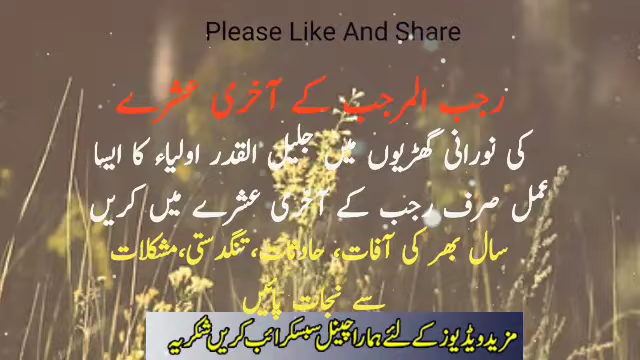 Please Like And Share
رجب المرجب کے آخری عشرے
کی نورانی گھڑیوں میں جلیل القدر اولیاء کا ایسا
عمل صرف رجب کے آخری عشرے میں کریں
سال بھر کی آفات، حادثات، تنگدستی،مشکلات
سے نجات پائیں
مزید ویڈیوز کے لئے ہمارا چینل سبسکرائب کریں شکریہ